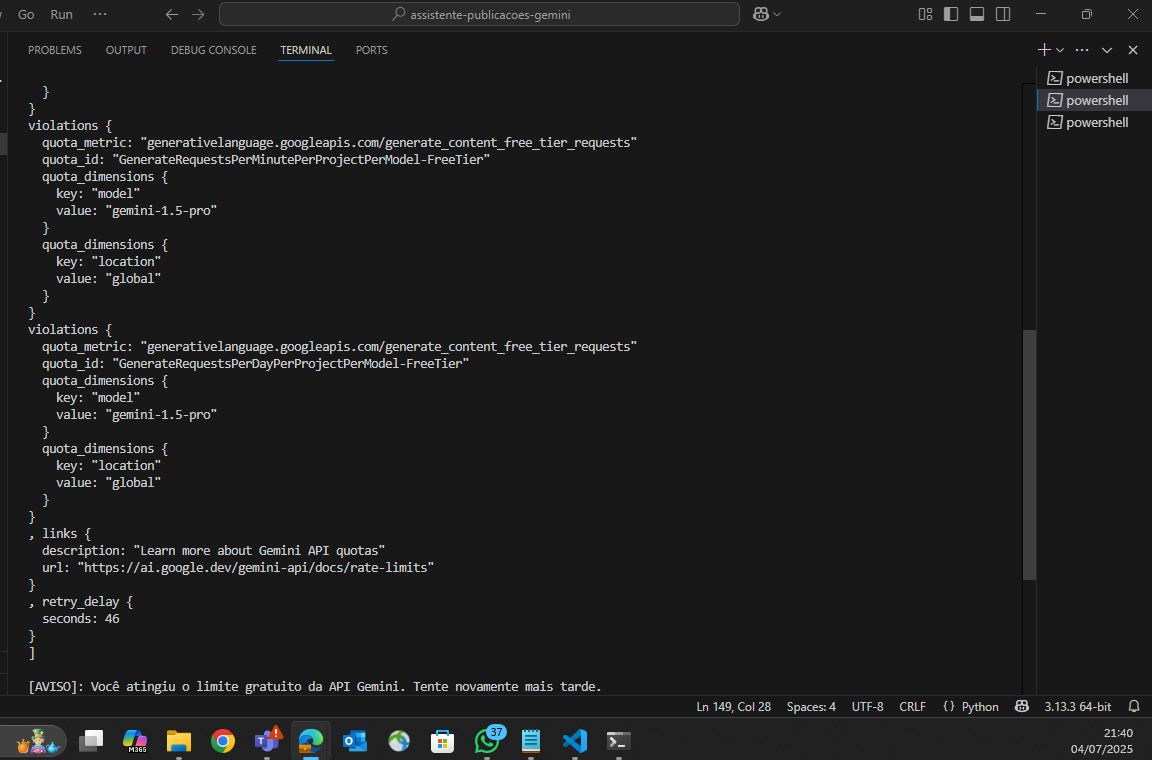 Go Run ··· assistente-publicacoes-gemini
PROBLEMS OUTPUT DEBUG CONSOLE TERMINAL PORTS
powershell
powershell
powershell
}
}
violations {
quota_metric: "generativelanguage.googleapis.com/generate_content_free_tier_requests"
quota_id: "GenerateRequestsPerMinutePerProjectPerModel-FreeTier"
quota_dimensions {
key: "model"
value: "gemini-1.5-pro"
}
quota_dimensions {
key: "location"
value: "global"
}
}
violations {
quota_metric: "generativelanguage.googleapis.com/generate_content_free_tier_requests"
quota_id: "GenerateRequestsPerDayPerProjectPerModel-FreeTier"
quota_dimensions {
key: "model"
value: "gemini-1.5-pro"
}
quota_dimensions {
key: "location"
value: "global"
}
}
, links {
description: "Learn more about Gemini API quotas"
url: "https://ai.google.dev/gemini-api/docs/rate-limits"
}
, retry_delay {
seconds: 46
}
]
[AVISO]: Você atingiu o limite gratuito da API Gemini. Tente novamente mais tarde.
Ln 149, Col 28 Spaces: 4 UTF-8 CRLF {} Python 3.13.3 64-bit
M365
37
21:40
04/07/2025